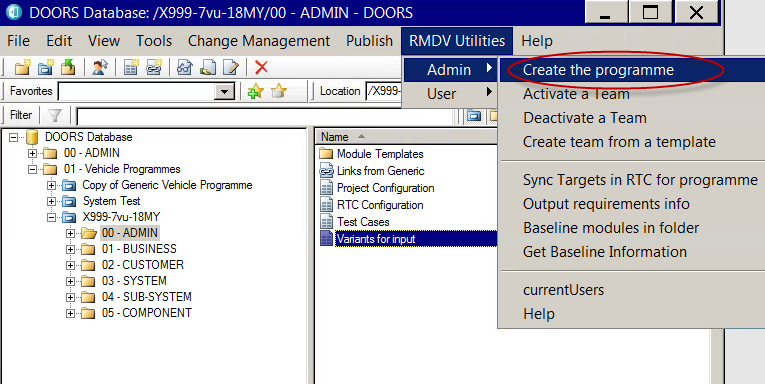 DOORS Database: /X999-7vu-18MY/00 - ADMIN - DOORS
File Edit View Tools Change Management Publish RMDV Utilities Help
Admin
User
Create the programme
Activate a Team
Deactivate a Team
Create team from a template
Sync Targets in RTC for programme
Output requirements info
Baseline modules in folder
Get Baseline Information
currentUsers
Help
Favorites
Location /X999-
Filter
DOORS Database
00 - ADMIN
01 - Vehicle Programmes
Copy of Generic Vehicle Programme
System Test
X999-7vu-18MY
00 - ADMIN
01 - BUSINESS
02 - CUSTOMER
03 - SYSTEM
04 - SUB-SYSTEM
05 - COMPONENT
Name
Module Templates
Links from Generic
Project Configuration
RTC Configuration
Test Cases
Variants for input